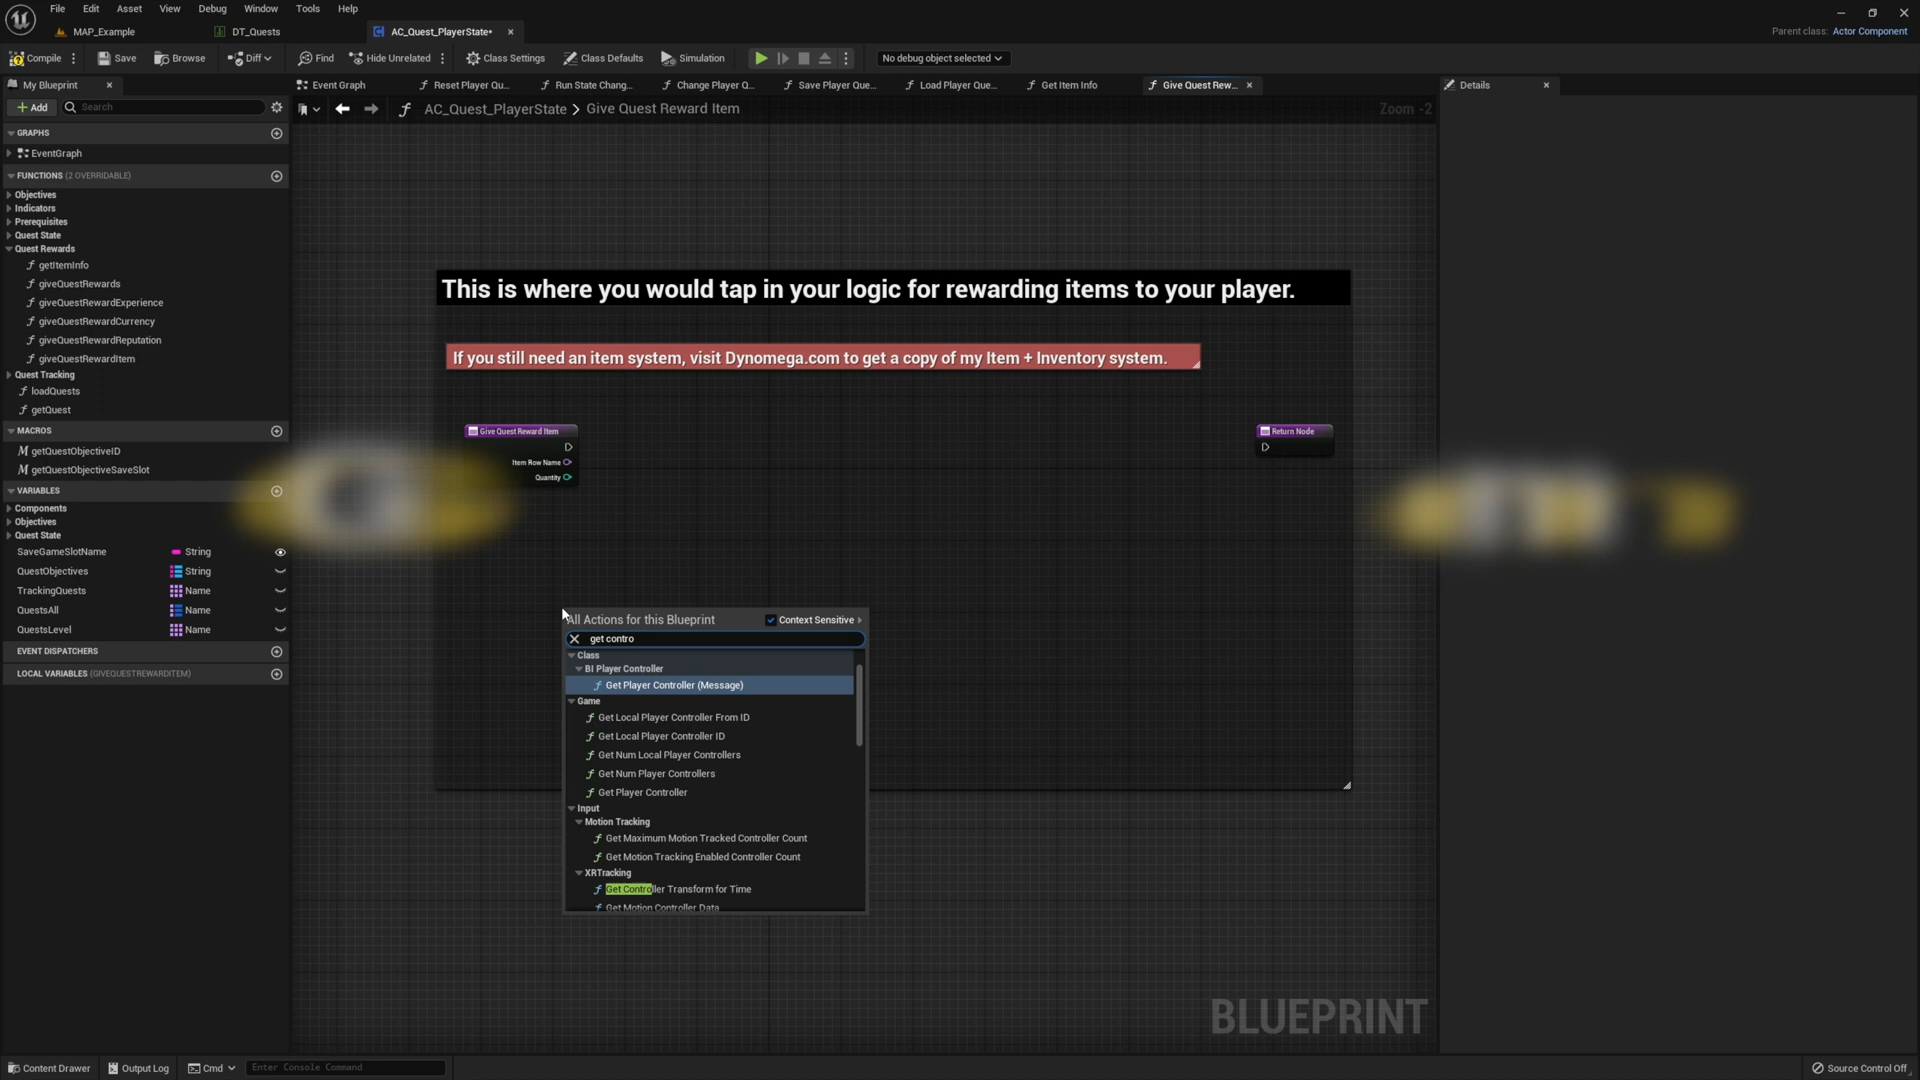 File Edit Asset View Debug Window Tools Help
MAP_Example DT_Quests AC_Quest_PlayerState•
Parent class: Actor Component
Compile Save Browse Diff Find Hide Unrelated Class Settings Class Defaults Simulation No debug object selected
My Blueprint
Event Graph Reset Player Qu... Run State Chang... Change Player Q... Save Player Que... Load Player Que... Get Item Info Give Quest Rew...
Details
Add Search
AC_Quest_PlayerState > Give Quest Reward Item
Zoom -2
GRAPHS
EventGraph
FUNCTIONS (2 OVERRIDABLE)
Objectives
Indicators
Prerequisites
Quest State
Quest Rewards
getItemInfo
giveQuestRewards
giveQuestRewardExperience
giveQuestRewardCurrency
giveQuestRewardReputation
giveQuestRewardItem
Quest Tracking
loadQuests
getQuest
MACROS
getQuestObjectiveID
getQuestObjectiveSaveSlot
VARIABLES
Components
Objectives
Quest State
SaveGameSlotName String
QuestObjectives String
TrackingQuests Name
QuestsAll Name
QuestsLevel Name
EVENT DISPATCHERS
LOCAL VARIABLES (GIVEQUESTREWARDITEM)
This is where you would tap in your logic for rewarding items to your player.
If you still need an item system, visit Dynomega.com to get a copy of my Item + Inventory system.
Give Quest Reward Item
Item Row Name
Quantity
Return Node
All Actions for this Blueprint Context Sensitive
get contro
Class
BI Player Controller
Get Player Controller (Message)
Game
Get Local Player Controller From ID
Get Local Player Controller ID
Get Num Local Player Controllers
Get Num Player Controllers
Get Player Controller
Input
Motion Tracking
Get Maximum Motion Tracked Controller Count
Get Motion Tracking Enabled Controller Count
XRTracking
Get Controller Transform for Time
Get Motion Controller Data
BLUEPRINT
Content Drawer Output Log Cmd Enter Console Command
Source Control Off